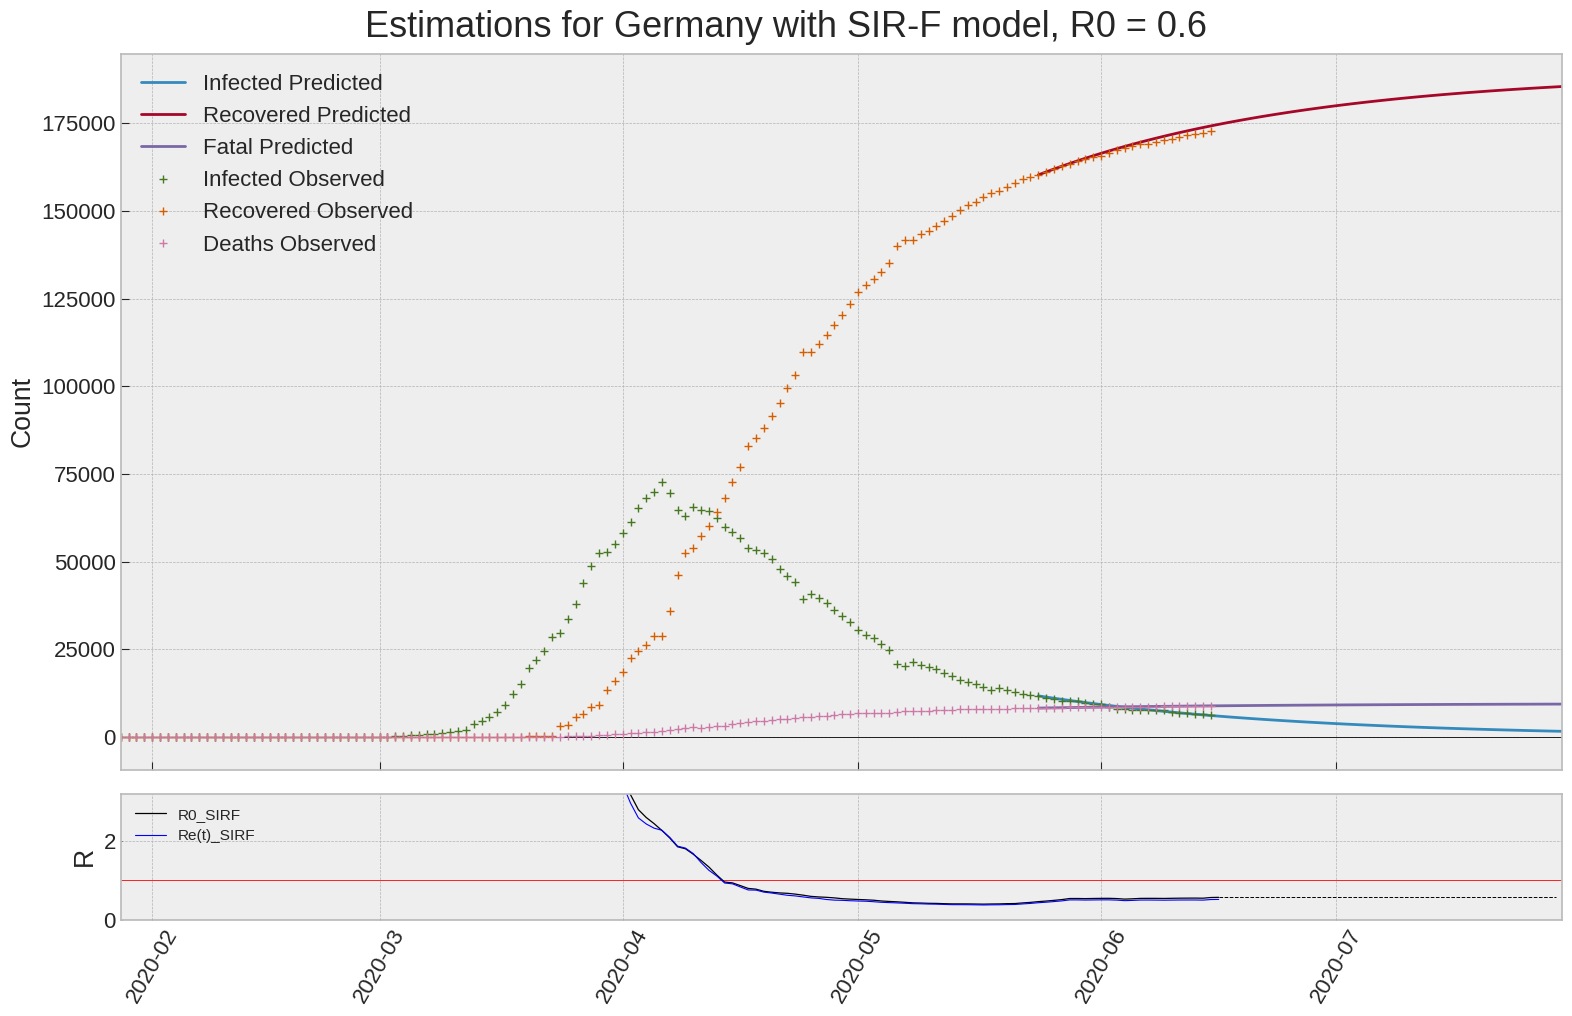 Estimations for Germany with SIR-F model, R0 = 0.6
Infected Predicted
Recovered Predicted
Fatal Predicted
Infected Observed
Recovered Observed
Deaths Observed
175000
150000
125000
100000
75000
50000
25000
0
Count
R0_SIRF
Re(t)_SIRF
2
0
R
2020-02
2020-03
2020-04
2020-05
2020-06
2020-07